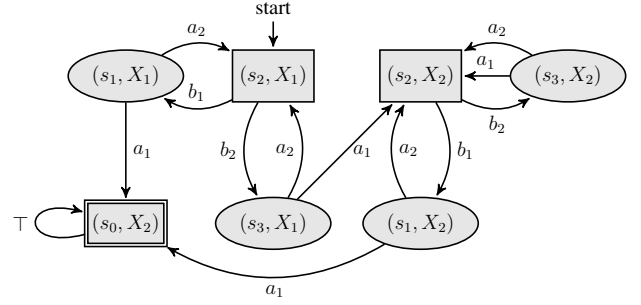 start
a₂
(s₁, X₁)
(s₂, X₁)
(s₂, X₂)
(s₃, X₂)
a₂
a₁
b₁
b₂
a₁
b₂
a₂
a₁
a₂
b₁
⊤
(s₀, X₂)
(s₃, X₁)
(s₁, X₂)
a₁